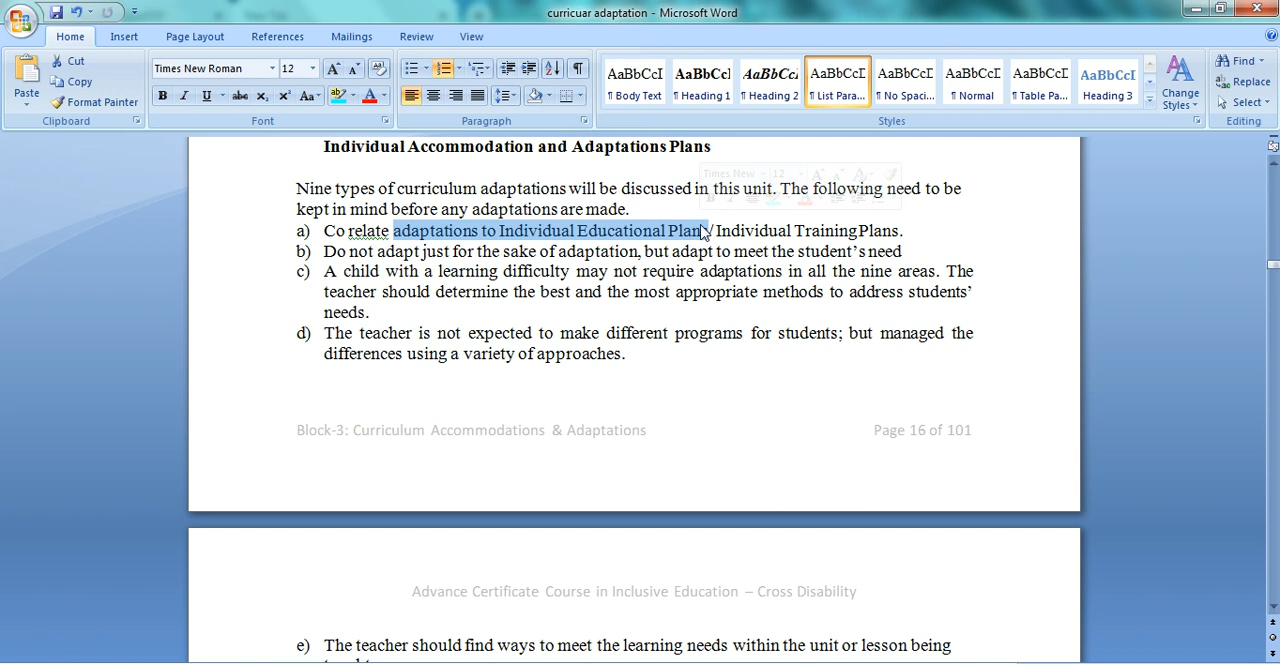 curricuar adaptation - Microsoft Word
Home Insert Page Layout References Mailings Review View
Cut
Copy
Format Painter
Paste
Clipboard
Times New Roman 12
Font
Paragraph
AaBbCcI AaBbCcI AaBbCcI AaBbCcI AaBbCcI AaBbCcI AaBbCcI AaBbCcI
¶ Body Text ¶ Heading 1 ¶ Heading 2 ¶ List Para... ¶ No Spaci... ¶ Normal ¶ Table Pa... ¶ Heading 3
Change Styles
Styles
Find
Replace
Select
Editing
Individual Accommodation and Adaptations Plans
Times New 12
Nine types of curriculum adaptations will be discussed in this unit. The following need to be
kept in mind before any adaptations are made.
a) Co relate adaptations to Individual Educational Plan / Individual Training Plans.
b) Do not adapt just for the sake of adaptation, but adapt to meet the student’s need
c) A child with a learning difficulty may not require adaptations in all the nine areas. The
teacher should determine the best and the most appropriate methods to address students’
needs.
d) The teacher is not expected to make different programs for students; but managed the
differences using a variety of approaches.
Block-3: Curriculum Accommodations & Adaptations Page 16 of 101
Advance Certificate Course in Inclusive Education – Cross Disability
e) The teacher should find ways to meet the learning needs within the unit or lesson being